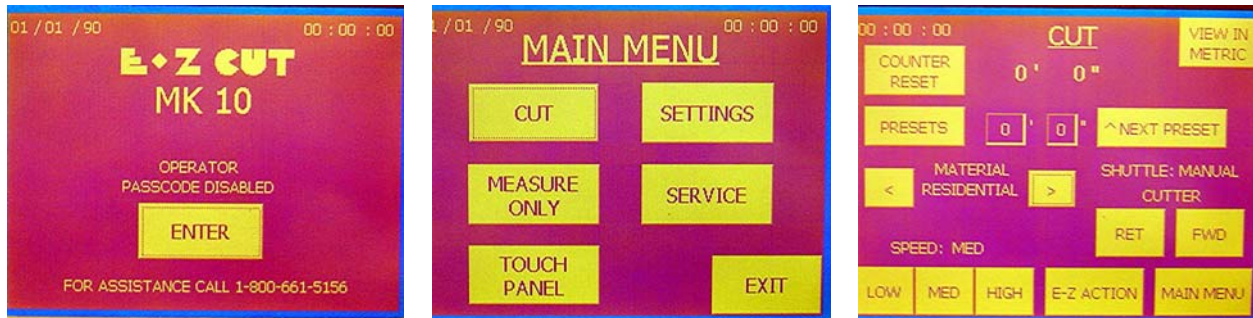 01 / 01 / 90 00 : 00 : 00
E•Z CUT
MK 10
OPERATOR
PASSCODE DISABLED
ENTER
FOR ASSISTANCE CALL 1-800-661-5156
1 / 01 / 90 00 : 00 : 00
MAIN MENU
CUT SETTINGS
MEASURE
ONLY
SERVICE
TOUCH
PANEL
EXIT
00 : 00 : 00
CUT
VIEW IN
METRIC
COUNTER
RESET
0' 0"
PRESETS 0 ' 0 " ^NEXT PRESET
MATERIAL
RESIDENTIAL
< >
SHUTTLE: MANUAL
CUTTER
RET FWD
SPEED: MED
LOW MED HIGH E-Z ACTION MAIN MENU